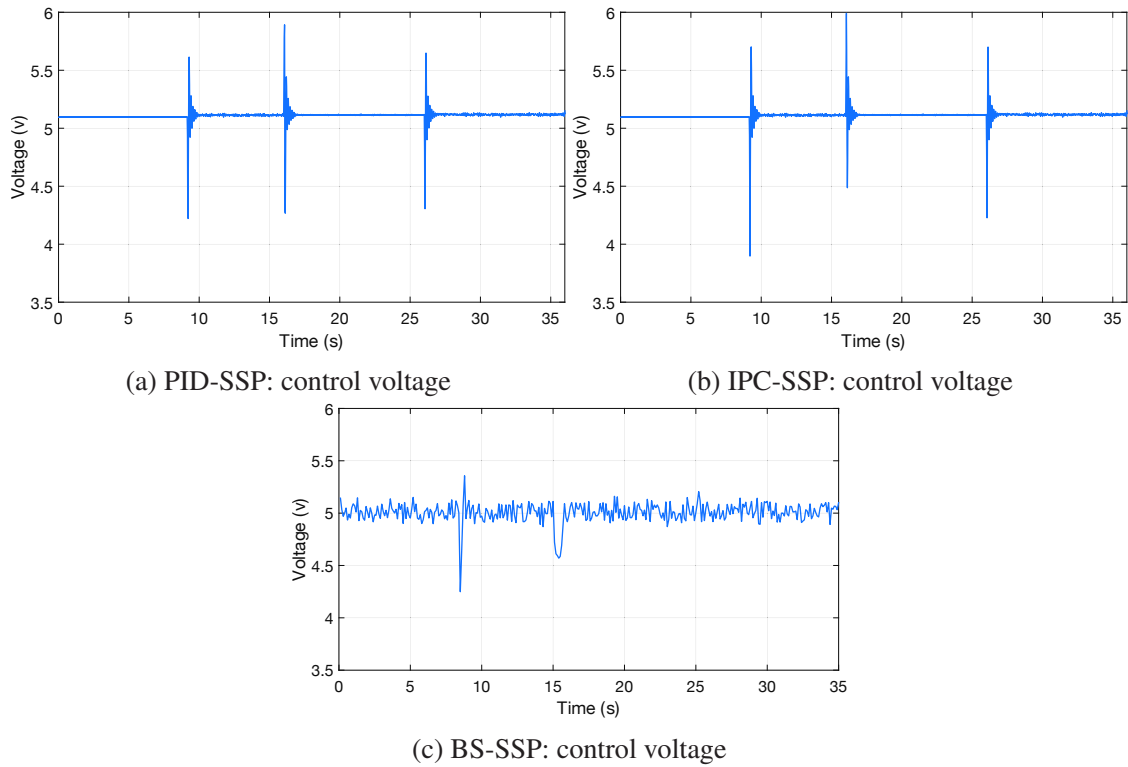 6
5.5
5
4.5
4
3.5
Voltage (v)
0 5 10 15 20 25 30 35
Time (s)
(a) PID-SSP: control voltage
6
5.5
5
4.5
4
3.5
Voltage (v)
0 5 10 15 20 25 30 35
Time (s)
(b) IPC-SSP: control voltage
6
5.5
5
4.5
4
3.5
Voltage (v)
0 5 10 15 20 25 30 35
Time (s)
(c) BS-SSP: control voltage